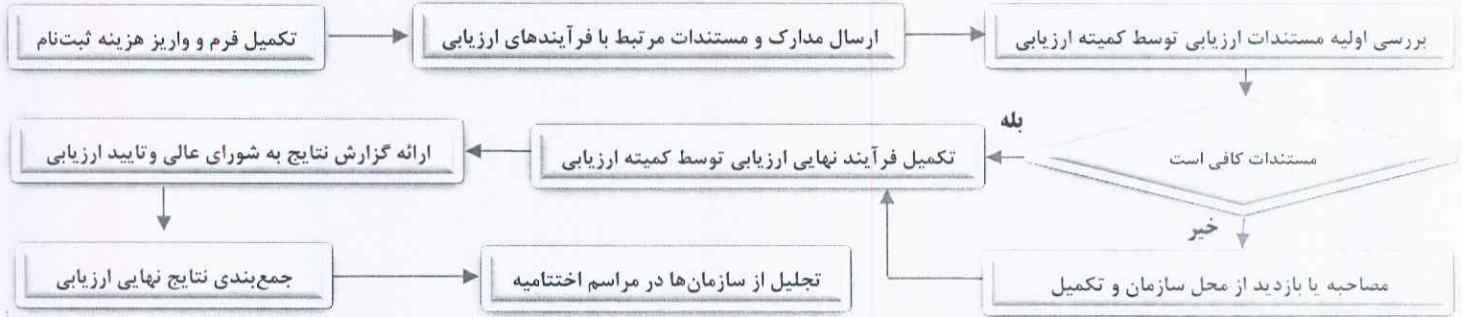 تکمیل فرم و واریز هزینه ثبت‌نام
ارسال مدارک و مستندات مرتبط با فرآیندهای ارزیابی
بررسی اولیه مستندات ارزیابی توسط کمیته ارزیابی
مستندات کافی است
بله
خیر
مصاحبه یا بازدید از محل سازمان و تکمیل
تکمیل فرآیند نهایی ارزیابی توسط کمیته ارزیابی
ارائه گزارش نتایج به شورای عالی وتایید ارزیابی
جمع‌بندی نتایج نهایی ارزیابی
تجلیل از سازمان‌ها در مراسم اختتامیه